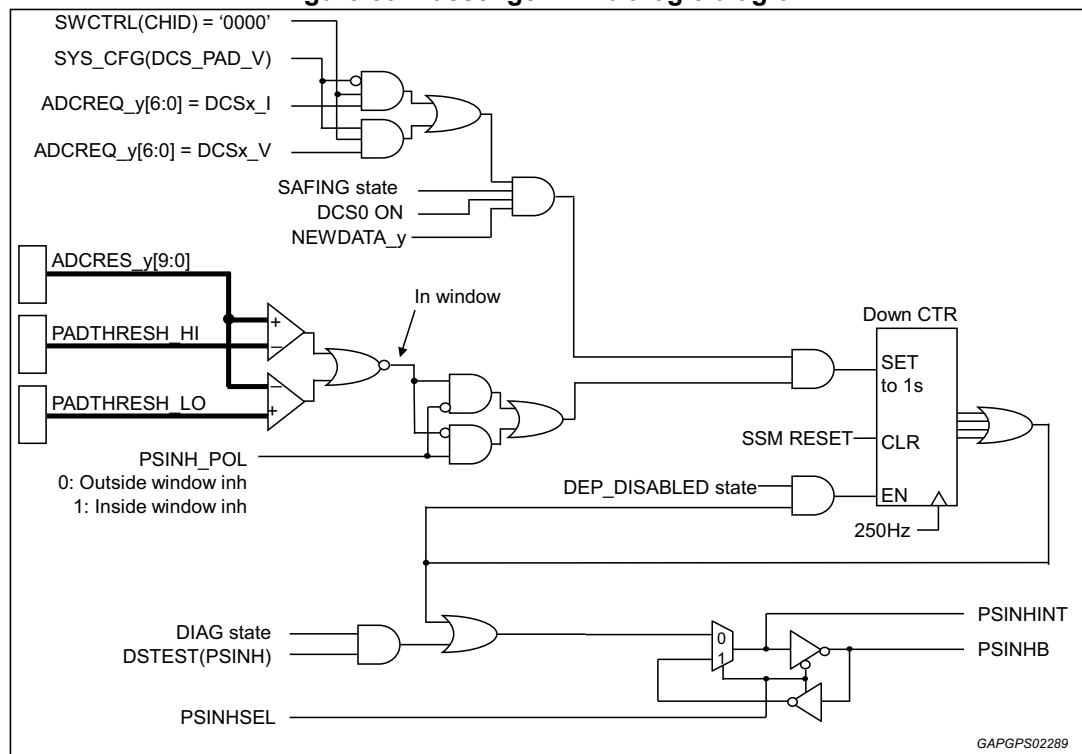 SWCTRL(CHID) = ‘0000’
SYS_CFG(DCS_PAD_V)
ADCREQ_y[6:0] = DCSx_I
ADCREQ_y[6:0] = DCSx_V
SAFING state
DCS0 ON
NEWDATA_y
ADCRES_y[9:0]
In window
PADTHRESH_HI
+
−
Down CTR
SET
to 1s
−
+
PADTHRESH_LO
SSM RESET
CLR
PSINH_POL
0: Outside window inh
1: Inside window inh
DEP_DISABLED state
EN
250Hz
PSINHINT
DIAG state
0
DSTEST(PSINH)
1
PSINHB
PSINHSEL
GAPGPS02289